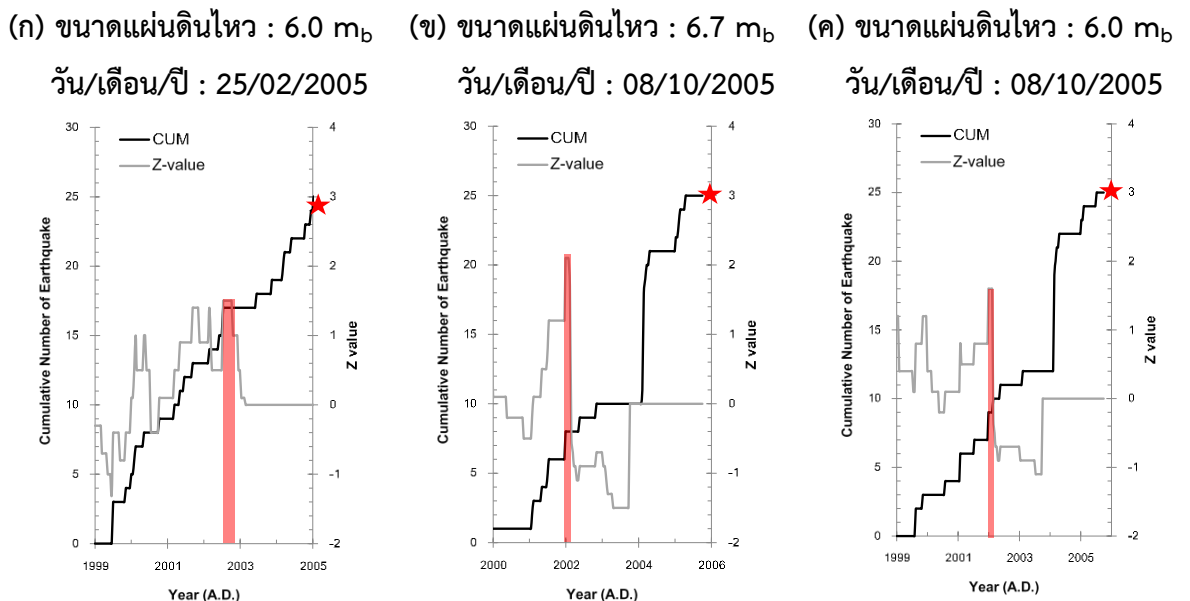 (ก) ขนาดแผ่นดินไหว : 6.0 mb
วัน/เดือน/ปี : 25/02/2005
CUM
Z-value
Cumulative Number of Earthquake
30
25
20
15
10
5
0
4
3
2
1
0
-1
-2
Z value
1999 2001 2003 2005
Year (A.D.)
(ข) ขนาดแผ่นดินไหว : 6.7 mb
วัน/เดือน/ปี : 08/10/2005
CUM
Z-value
Cumulative Number of Earthquake
30
25
20
15
10
5
0
4
3
2
1
0
-1
-2
Z value
2000 2002 2004 2006
Year (A.D.)
(ค) ขนาดแผ่นดินไหว : 6.0 mb
วัน/เดือน/ปี : 08/10/2005
CUM
Z-value
Cumulative Number of Earthquake
30
25
20
15
10
5
0
4
3
2
1
0
-1
-2
Z value
1999 2001 2003 2005
Year (A.D.)